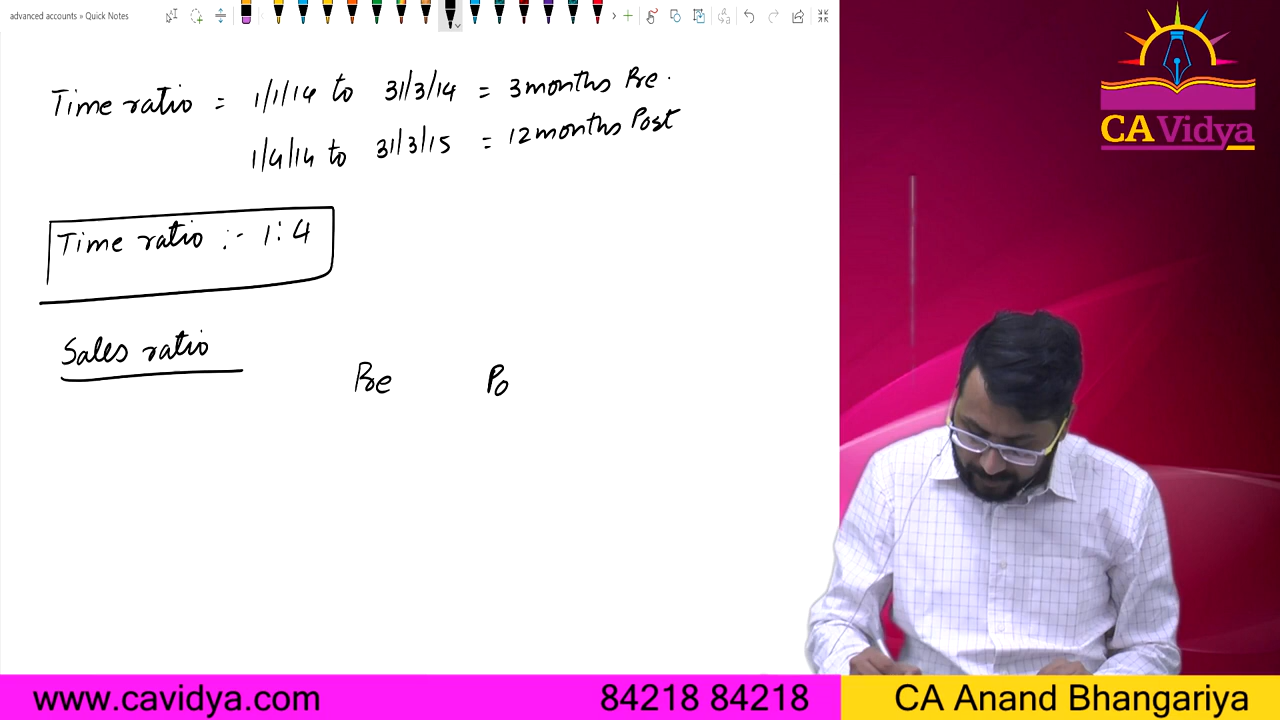 advanced accounts » Quick Notes
Time ratio = 1/1/14 to 31/3/14 = 3 months Pre.
1/4/14 to 31/3/15 = 12 months Post
Time ratio :- 1:4
Sales ratio
Pre Po
CA Vidya
www.cavidya.com 84218 84218 CA Anand Bhangariya